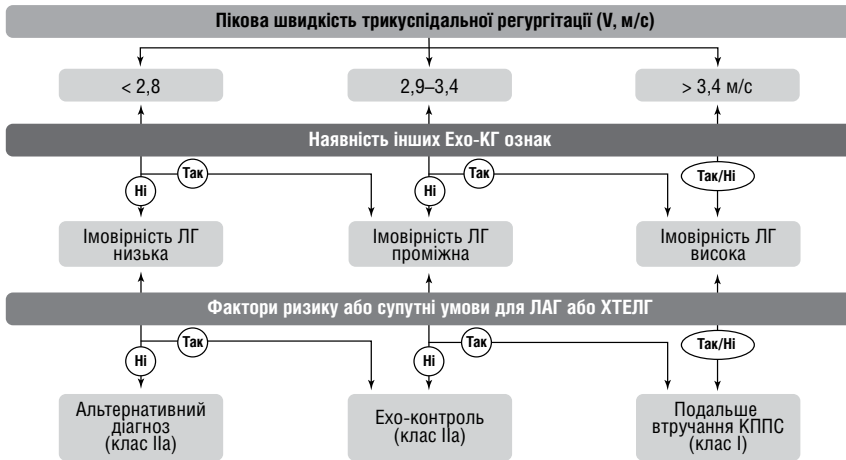 Пікова швидкість трикуспідальної регургітації (V, м/с)
< 2,8
2,9–3,4
> 3,4 м/с
Наявність інших Ехо-КГ ознак
Так
Так
Так/Ні
Ні
Ні
Імовірність ЛГ
низька
Імовірність ЛГ
проміжна
Імовірність ЛГ
висока
Фактори ризику або супутні умови для ЛАГ або ХТЕЛГ
Так
Так
Так/Ні
Ні
Ні
Альтернативний
діагноз
(клас IIa)
Ехо-контроль
(клас IIa)
Подальше
втручання КППС
(клас I)